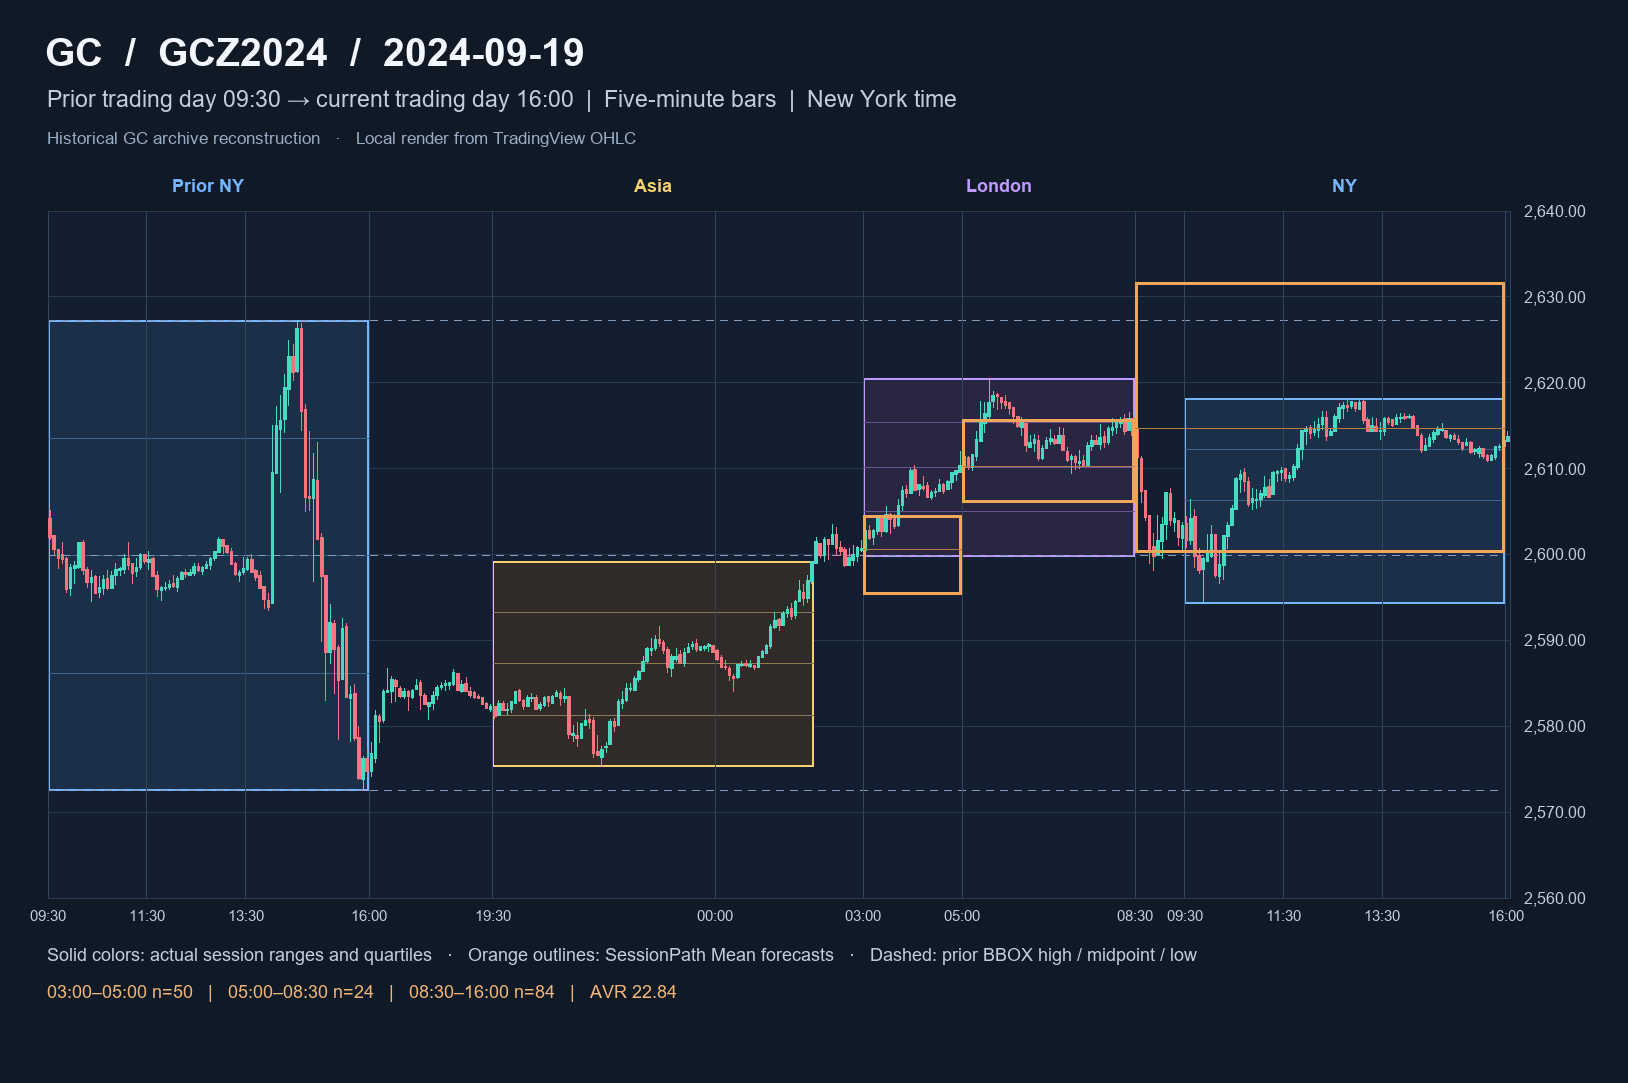 GC / GCZ2024 / 2024-09-19
Prior trading day 09:30 → current trading day 16:00 | Five-minute bars | New York time
Historical GC archive reconstruction · Local render from TradingView OHLC
Prior NY Asia London NY
2,640.00
2,630.00
2,620.00
2,610.00
2,600.00
2,590.00
2,580.00
2,570.00
2,560.00
09:30 11:30 13:30 16:00 19:30 00:00 03:00 05:00 08:30 09:30 11:30 13:30 16:00
Solid colors: actual session ranges and quartiles · Orange outlines: SessionPath Mean forecasts · Dashed: prior BBOX high / midpoint / low
03:00–05:00 n=50 | 05:00–08:30 n=24 | 08:30–16:00 n=84 | AVR 22.84